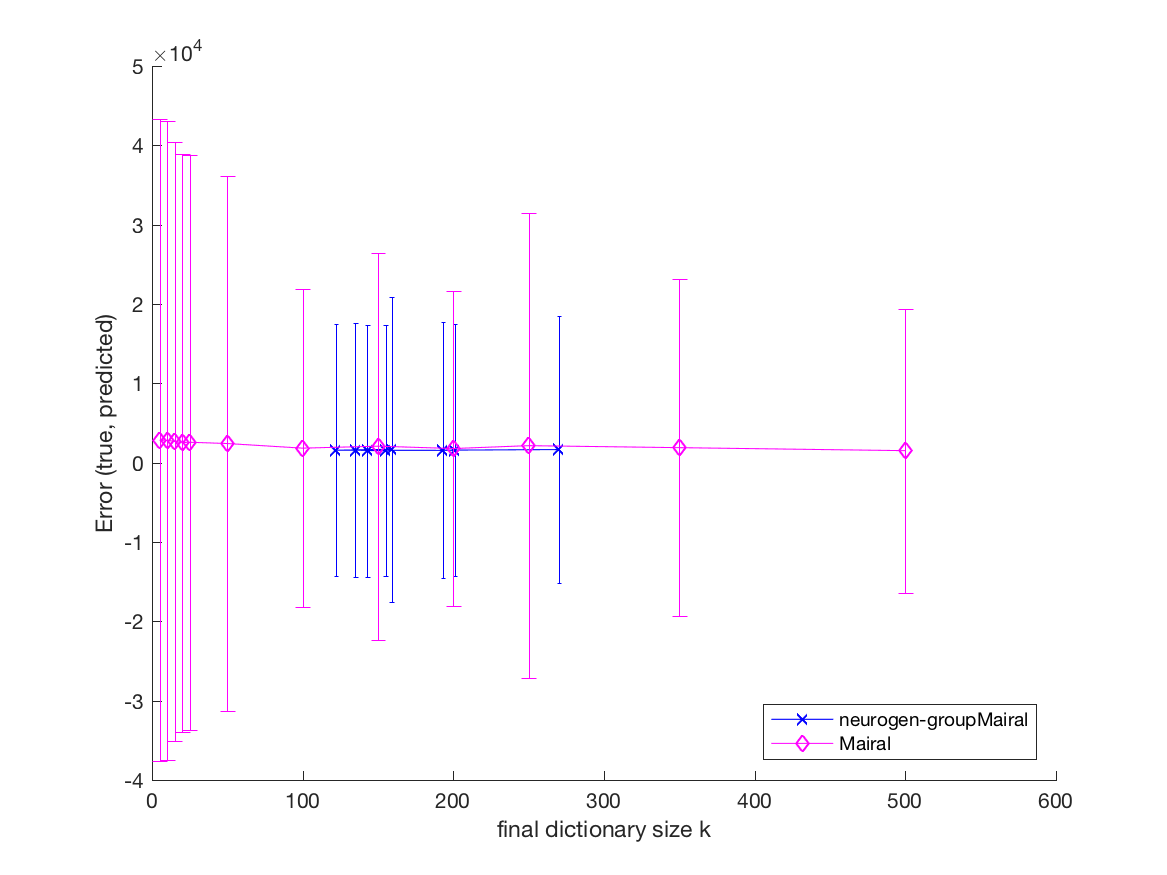 ×10^4
5
4
3
2
1
0
-1
-2
-3
-4
Error (true, predicted)
0 100 200 300 400 500 600
final dictionary size k
neurogen-groupMairal
Mairal